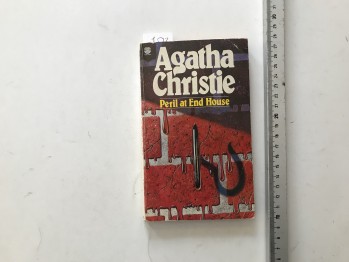 Agatha
Christie
Peril at End House